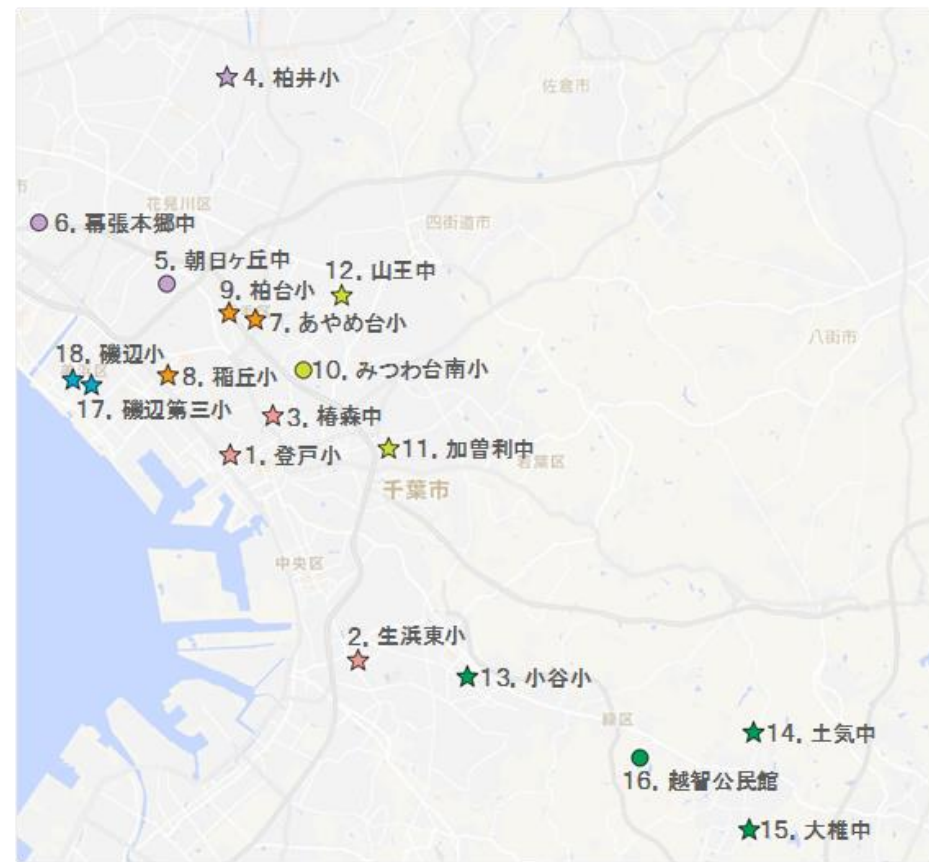 4. 柏井小
佐倉市
市
花見川区
6. 幕張本郷中
四街道市
5. 朝日ヶ丘中
12. 山王中
9. 柏台小
7. あやめ台小
八街市
18. 磯辺小
8. 稲丘小
10. みつわ台南小
17. 磯辺第三小
3. 椿森中
1. 登戸小
11. 加曽利中
若葉区
千葉市
中央区
2. 生浜東小
13. 小谷小
緑区
14. 土気中
16. 越智公民館
15. 大椎中